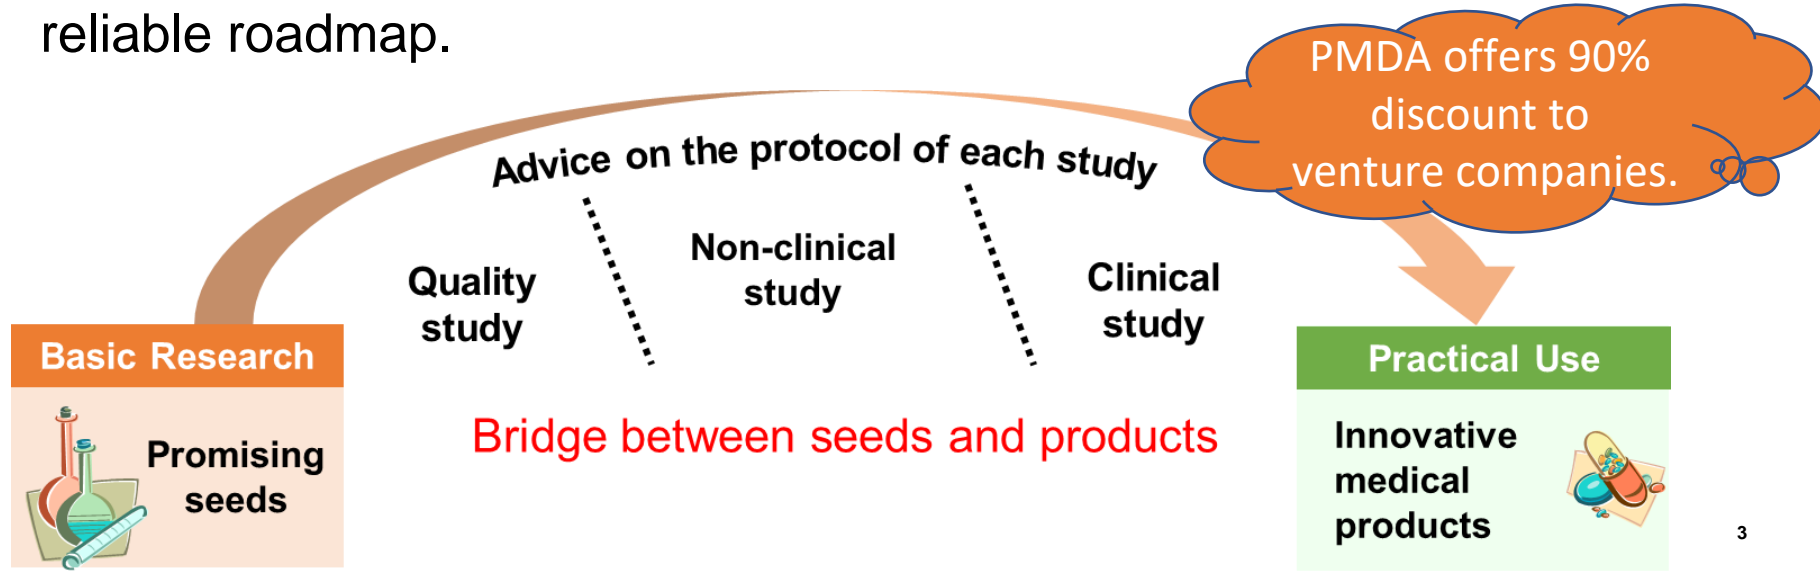 reliable roadmap.
PMDA offers 90%
discount to
venture companies.
Advice on the protocol of each study
Quality
study
Non-clinical
study
Clinical
study
Basic Research
Promising
seeds
Bridge between seeds and products
Practical Use
Innovative
medical
products
3